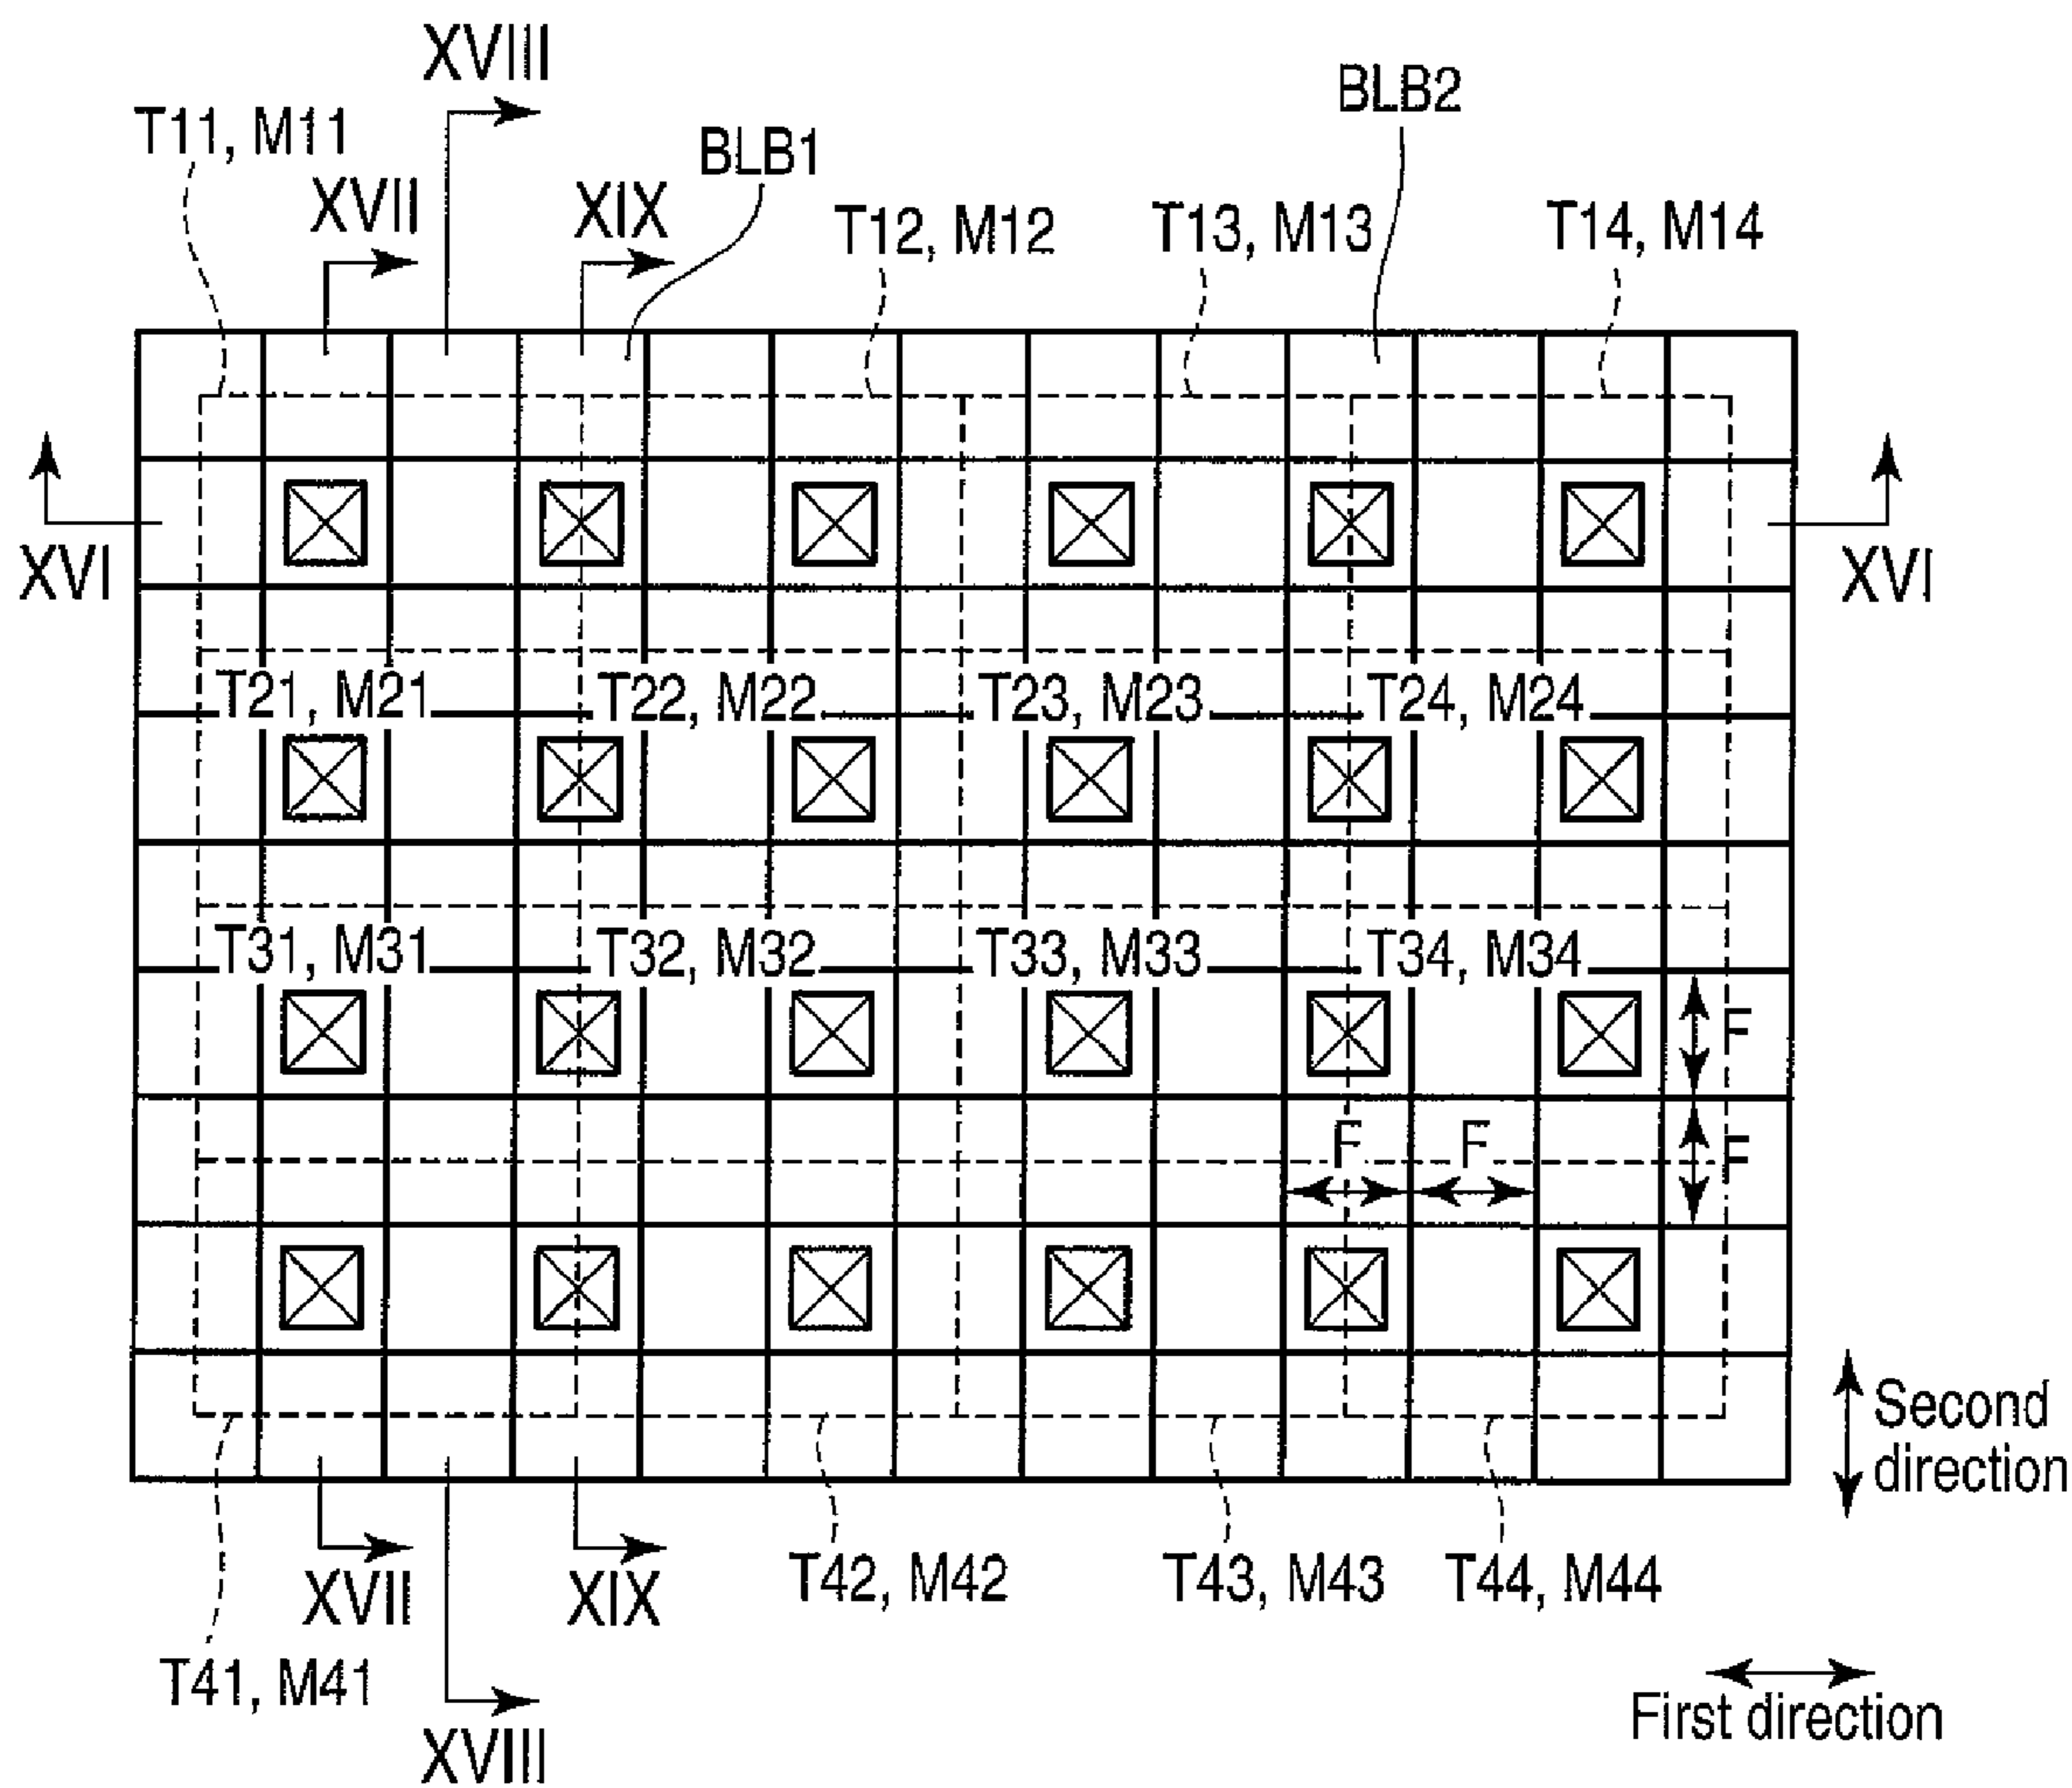 XVIII
BLB2
T11, M11
BLB1
XVII
XIX
T12, M12
T13, M13
T14, M14
XVI
XVI
T21, M21
T22, M22
T23, M23
T24, M24
T31, M31
T32, M32
T33, M33
T34, M34
F
F
F
F
Second
direction
XVII
XIX
T42, M42
T43, M43
T44, M44
T41, M41
XVIII
First direction